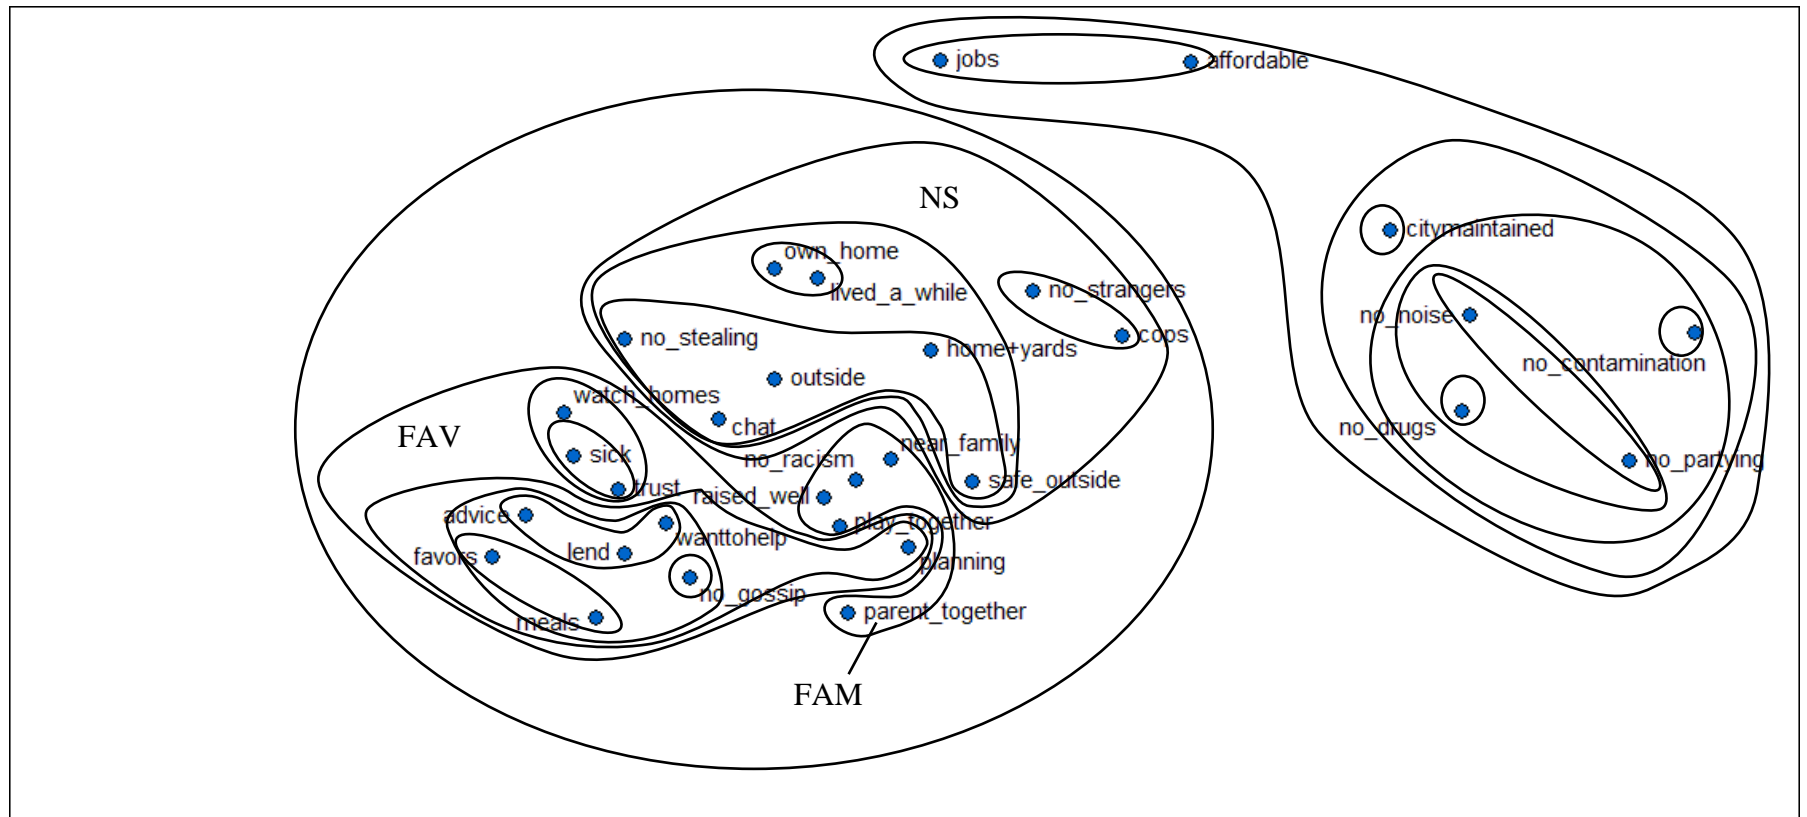 jobs
affordable
NS
citymaintained
own_home
lived_a_while
no_strangers
cops
no_noise
no_contamination
no_stealing
home+yards
outside
watch_homes
chat
no_drugs
FAV
sick
no_racism
near_family
no_partying
trust
raised_well
safe_outside
advice
play_together
wanttohelp
lend
favors
planning
no_gossip
meals
parent_together
FAM